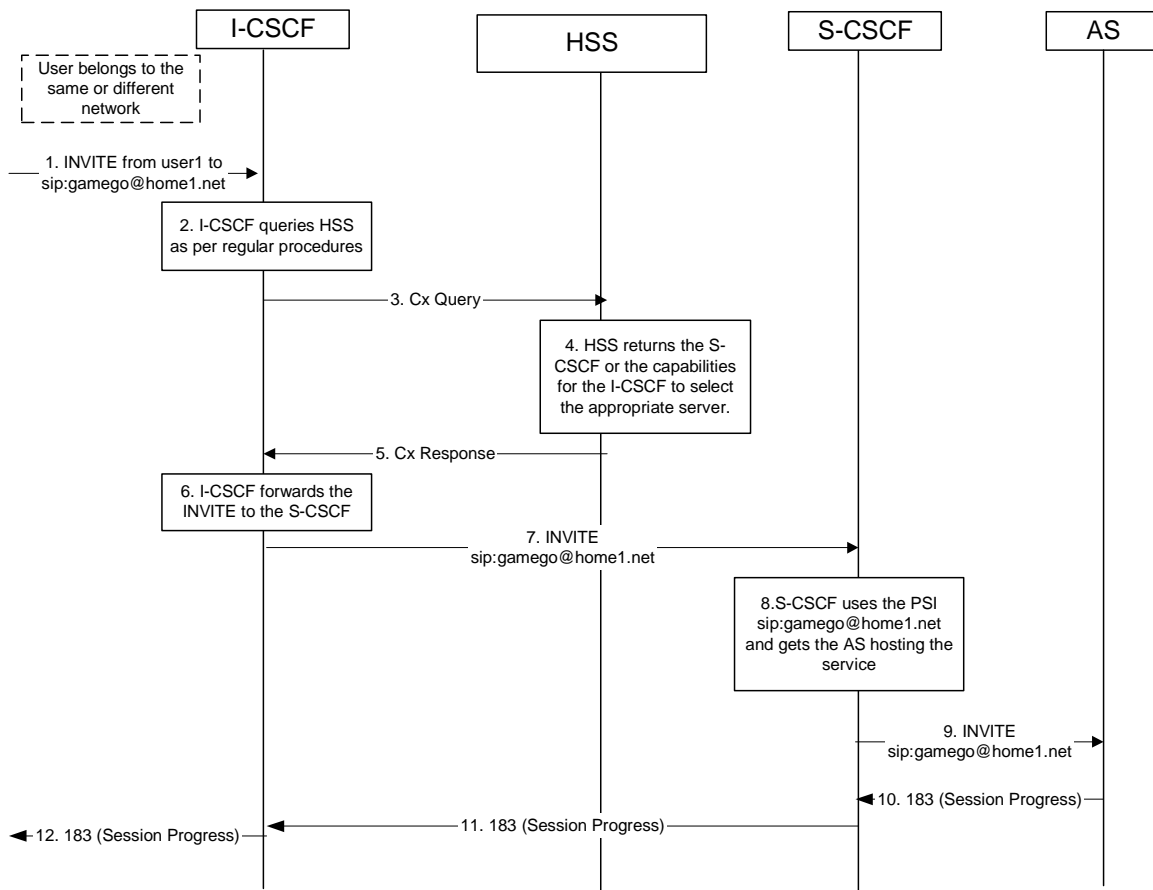 I-CSCF
HSS
S-CSCF
AS
User belongs to the
same or different
network
1. INVITE from user1 to
sip:gamego@home1.net
2. I-CSCF queries HSS
as per regular procedures
3. Cx Query
4. HSS returns the S-
CSCF or the capabilities
for the I-CSCF to select
the appropriate server.
5. Cx Response
6. I-CSCF forwards the
INVITE to the S-CSCF
7. INVITE
sip:gamego@home1.net
8.S-CSCF uses the PSI
sip:gamego@home1.net
and gets the AS hosting the
service
9. INVITE
sip:gamego@home1.net
10. 183 (Session Progress)
11. 183 (Session Progress)
12. 183 (Session Progress)